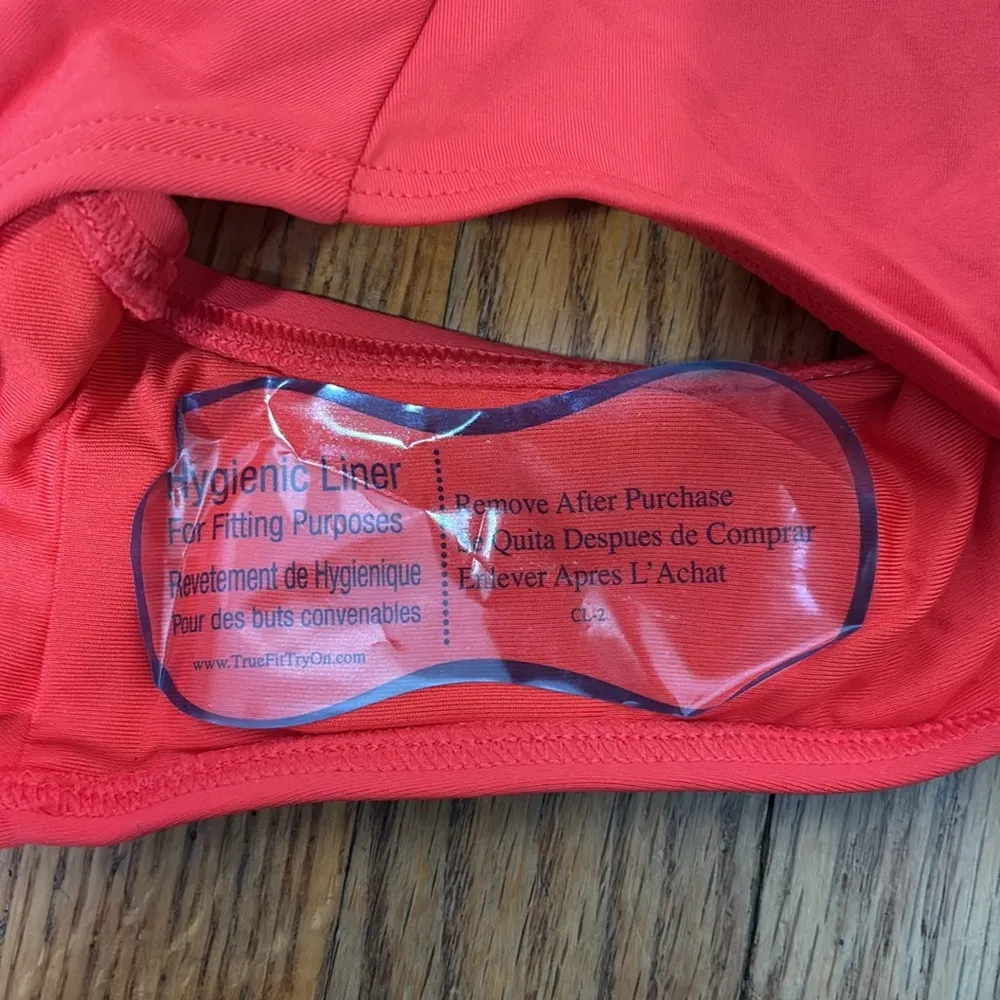 Hygienic Liner
For Fitting Purposes
Revetement de Hygienique
Pour des buts convenables
www.TrueFitTryOn.com
Remove After Purchase
Se Quita Despues de Comprar
Enlever Apres L'Achat
CL-2